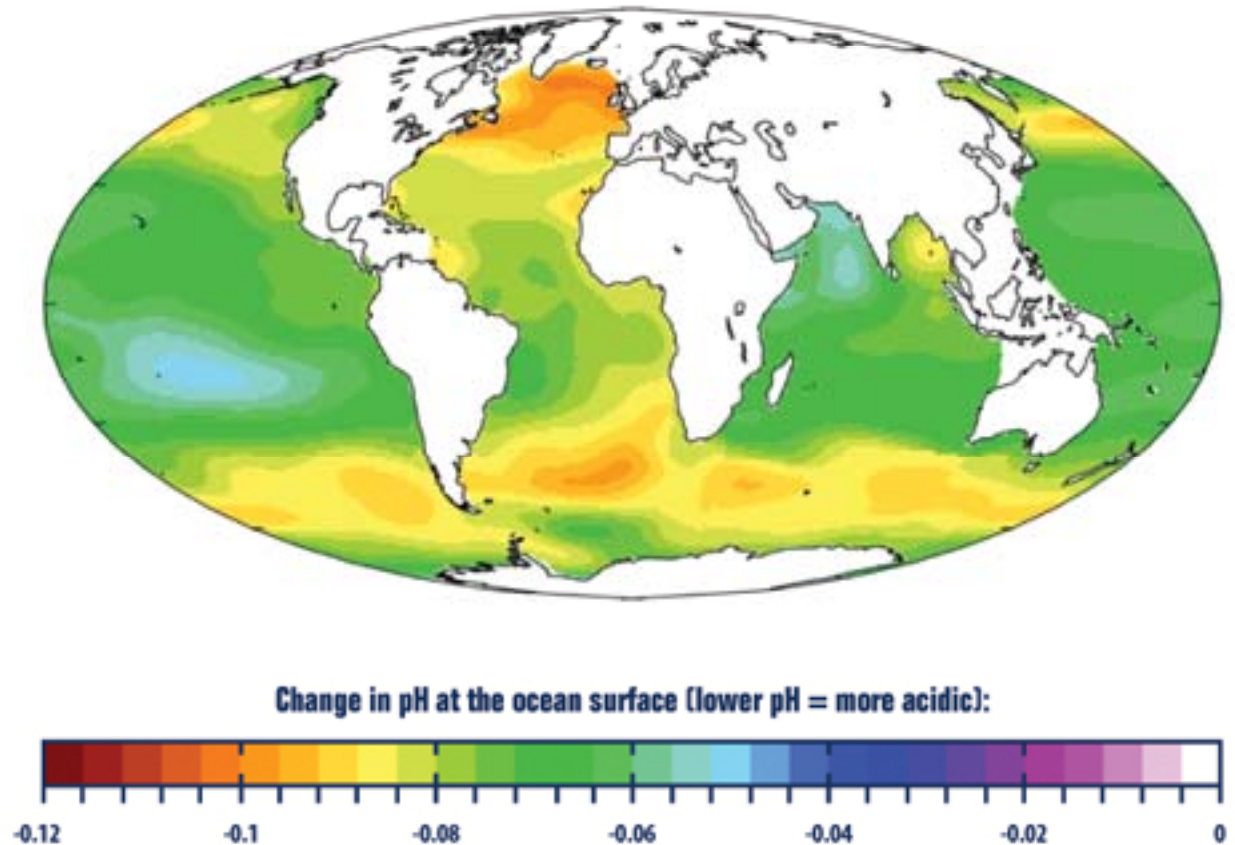 Change in pH at the ocean surface (lower pH = more acidic):
-0.12 -0.1 -0.08 -0.06 -0.04 -0.02 0